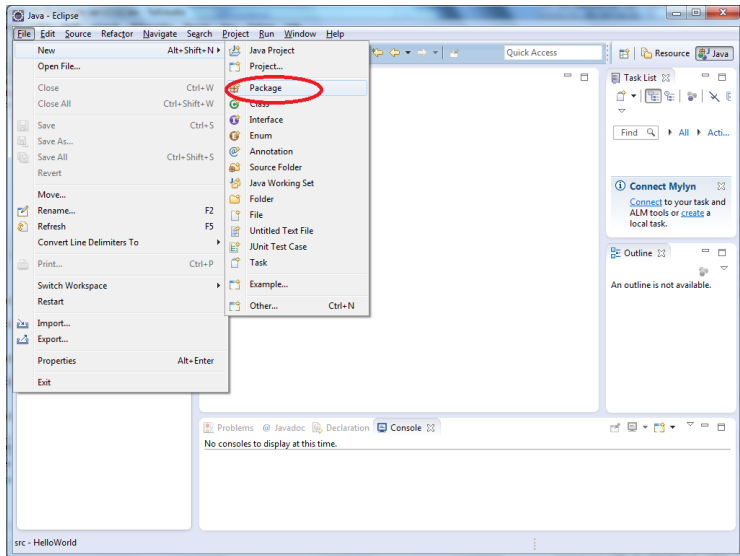 Java - Eclipse
File Edit Source Refactor Navigate Search Project Run Window Help
New Alt+Shift+N
Open File...
Close Ctrl+W
Close All Ctrl+Shift+W
Save Ctrl+S
Save As...
Save All Ctrl+Shift+S
Revert
Move...
Rename... F2
Refresh F5
Convert Line Delimiters To
Print... Ctrl+P
Switch Workspace
Restart
Import...
Export...
Properties Alt+Enter
Exit
Java Project
Project...
Package
Class
Interface
Enum
Annotation
Source Folder
Java Working Set
Folder
File
Untitled Text File
JUnit Test Case
Task
Example...
Other... Ctrl+N
Quick Access
Resource Java
Task List
Find All Acti...
Connect Mylyn
Connect to your task and
ALM tools or create a
local task.
Outline
An outline is not available.
Problems @ Javadoc Declaration Console
No consoles to display at this time.
src - HelloWorld